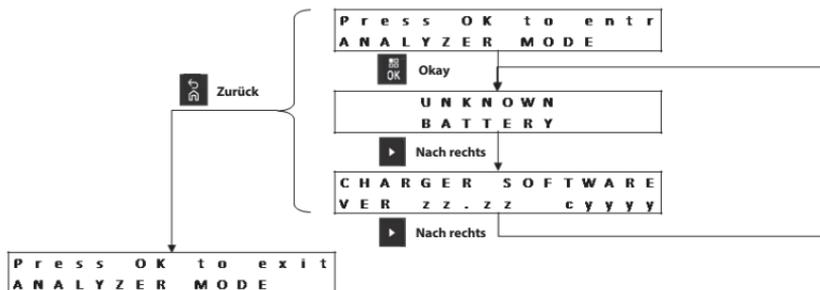 Press OK to entr
ANALYZER MODE
OK Okay
Zurück
UNKNOWN
BATTERY
Nach rechts
CHARGER SOFTWARE
VER zz.zz cyyyy
Nach rechts
Press OK to exit
ANALYZER MODE